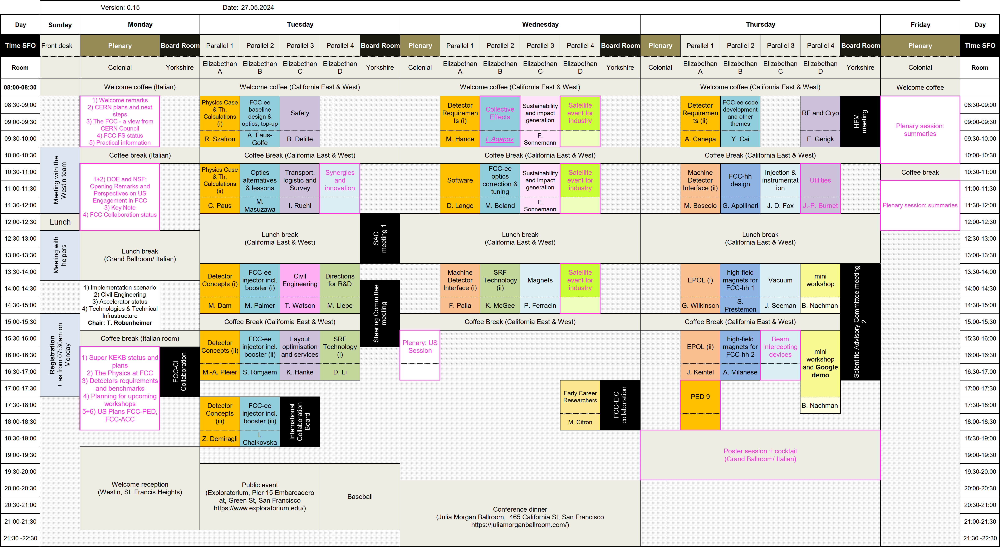 Version: 0.15
Date: 27.05.2024
Day
Sunday
Monday
Tuesday
Wednesday
Thursday
Friday
Day
Time SFO
Front desk
Plenary
Board Room
Parallel 1
Parallel 2
Parallel 3
Parallel 4
Board Room
Plenary
Parallel 1
Parallel 2
Parallel 3
Parallel 4
Board Room
Plenary
Parallel 1
Parallel 2
Parallel 3
Parallel 4
Board Room
Plenary
Time SFO
Room
Colonial
Yorkshire
Elizabethan
A
Elizabethan
B
Elizabethan
C
Elizabethan
D
Yorkshire
Colonial
Elizabethan
A
Elizabethan
B
Elizabethan
C
Elizabethan
D
Yorkshire
Colonial
Elizabethan
A
Elizabethan
B
Elizabethan
C
Elizabethan
D
Yorkshire
Colonial
Room
08:00-08:30
08:30-09:00
09:00-09:30
09:30-10:00
10:00-10:30
10:30-11:00
11:00-11:30
11:30-12:00
12:00-12:30
12:30-13:00
13:00-13:30
13:30-14:00
14:00-14:30
14:30-15:00
15:00-15:30
15:30-16:00
16:00-16:30
16:30-17:00
17:00-17:30
17:30-18:00
18:00-18:30
18:30-19:00
19:00-19:30
19:30-20:00
20:00-20:30
20:30-21:00
21:00-21:30
21:30 -22:30
Meeting with the
Westin team
Lunch
Meeting with
helpers
Registration
+ as from 07:30am on
Monday
Welcome coffee (Italian)
1) Welcome remarks
2) CERN plans and next
steps
3) The FCC - a view from
CERN Council
4) FCC FS status
5) Practical information
Coffee break (Italian)
1+2) DOE and NSF:
Opening Remarks and
Perspectives on US
Engagement in FCC
3) Key Note
4) FCC Collaboration status
Lunch break
(Grand Ballroom/ Italian)
1) Implementation scenario
2) Civil Engineering
3) Accelerator status
4) Technologies & Technical
Infrastructure
Chair: T. Robenheimer
Coffee break (Italian room)
1) Super KEKB status and
plans
2) The Physics at FCC
3) Detectors requirements
and benchmarks
4) Planning for upcoming
workshops
5+6) US Plans FCC-PED,
FCC-ACC
FCC-CI
Collaboration
Welcome reception
(Westin, St. Francis Heights)
Welcome coffee (California East & West)
Physics Case
& Th.
Calculations
(i)
R. Szafron
FCC-ee
baseline
design &
optics, top-up
A. Faus-
Golfe
Safety
B. Delille
Coffee Break (California East & West)
Physics Case
& Th.
Calculations
(ii)
C. Paus
Optics
alternatives
& lessons
M.
Masuzawa
Transport,
logistic and
Survey
I. Ruehl
Synergies
and
innovation
Lunch break
(California East & West)
SAC
meeting 1
Detector
Concepts (i)
M. Dam
FCC-ee
injector incl.
booster (i)
M. Palmer
Civil
Engineering
T. Watson
Directions
for R&D
M. Liepe
Steering Committee
meeting
Coffee Break (California East & West)
Detector
Concepts (ii)
M.-A. Pleier
FCC-ee
injector incl.
booster (ii)
S. Rimjaem
Layout
optimisation
and services
K. Hanke
SRF
Technology
(i)
D. Li
Detector
Concepts
(iii)
Z. Demiragli
FCC-ee
injector incl.
booster (iii)
I.
Chaikovska
International
Collaboration
Board
Public event
(Exploratorium, Pier 15 Embarcadero
at, Green St, San Francisco
https://www.exploratorium.edu/)
Baseball
Welcome coffee (California East & West)
Detector
Requiremen
ts (i)
M. Hance
Collective
Effects
I. Agapov
Sustainability
and impact
generation
F.
Sonnemann
Satellite
event for
industry
Coffee Break (California East & West)
Software
D. Lange
FCC-ee
optics
correction &
tuning
M. Boland
Sustainability
and impact
generation
F.
Sonnemann
Satellite
event for
industry
Lunch break
(California East & West)
Machine
Detector
Interface (i)
F. Palla
SRF
Technology
(ii)
K. McGee
Magnets
P. Ferracin
Satellite
event for
industry
Coffee Break (California East & West)
Plenary: US
Session
Early Career
Researchers
M. Citron
FCC-EIC
collaboration
Conference dinner
(Julia Morgan Ballroom, 465 California St, San Francisco
https://juliamorganballroom.com/)
Welcome coffee (California East & West)
Detector
Requiremen
ts (ii)
A. Canepa
FCC-ee code
development
and other
themes
Y. Cai
RF and Cryo
F. Gerigk
HFM
meeting
Coffee Break (California East & West)
Machine
Detector
Interface (ii)
M. Boscolo
FCC-hh
design
G. Apollinari
Injection &
instrumentat
ion
J. D. Fox
Utilities
J.-P. Burnet
Lunch break
(California East & West)
EPOL (i)
G. Wilkinson
high-field
magnets for
FCC-hh 1
S.
Prestemon
Vacuum
J. Seeman
mini
workshop
B. Nachman
Scientific Advisory Committee meeting
2
Coffee Break (California East & West)
EPOL (ii)
J. Keintel
high-field
magnets for
FCC-hh 2
A. Milanese
Beam
Intercepting
devices
mini
workshop
and Google
demo
B. Nachman
PED 9
Poster session + cocktail
(Grand Ballroom/ Italian)
Welcome coffee
Plenary session:
summaries
Coffee break
Plenary session: summaries
08:30-09:00
09:00-09:30
09:30-10:00
10:00-10:30
10:30-11:00
11:00-11:30
11:30-12:00
12:00-12:30
12:30-13:00
13:00-13:30
13:30-14:00
14:00-14:30
14:30-15:00
15:00-15:30
15:30-16:00
16:00-16:30
16:30-17:00
17:00-17:30
17:30-18:00
18:00-18:30
18:30-19:00
19:00-19:30
19:30-20:00
20:00-20:30
20:30-21:00
21:00-21:30
21:30 -22:30